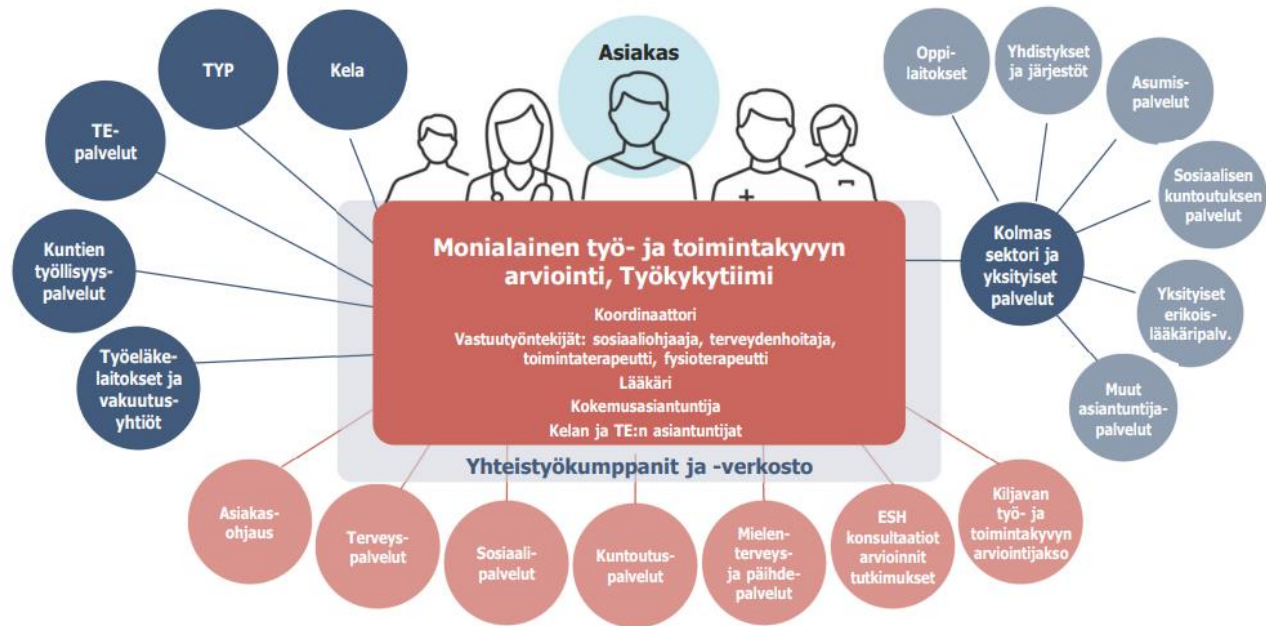 Asiakas
TYP
Kela
TE-
palvelut
Kuntien
työllisyys-
palvelut
Työeläke-
laitokset ja
vakuutus-
yhtiöt
Oppi-
laitokset
Yhdistykset
ja järjestöt
Asumis-
palvelut
Sosiaalisen
kuntoutuksen
palvelut
Kolmas
sektori ja
yksityiset
palvelut
Yksityiset
erikois-
lääkäripalv.
Muut
asiantuntija-
palvelut
Monialainen työ- ja toimintakyvyn
arviointi, Työkykytiimi
Koordinaattori
Vastuutyöntekijät: sosiaaliohjaaja, terveydenhoitaja,
toimintaterapeutti, fysioterapeutti
Lääkäri
Kokemusasiantuntija
Kelan ja TE:n asiantuntijat
Yhteistyökumppanit ja -verkosto
Asiakas-
ohjaus
Terveys-
palvelut
Sosiaali-
palvelut
Kuntoutus-
palvelut
Mielen-
terveys-
ja päihde-
palvelut
ESH
konsultaatiot
arvioinnit
tutkimukset
Kiljavan
työ- ja
toimintakyvyn
arviointijakso